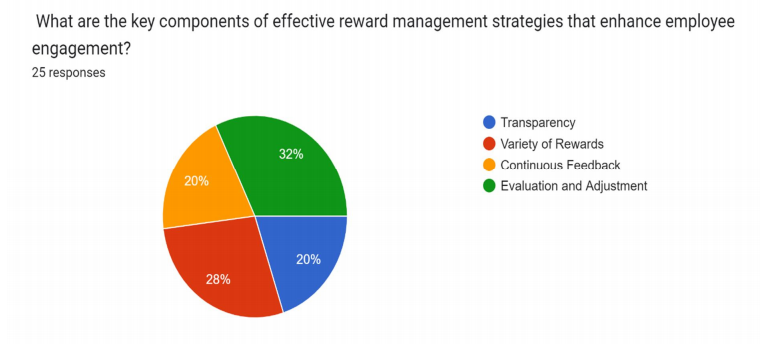 What are the key components of effective reward management strategies that enhance employee
engagement?
25 responses
32%
20%
20%
28%
Transparency
Variety of Rewards
Continuous Feedback
Evaluation and Adjustment